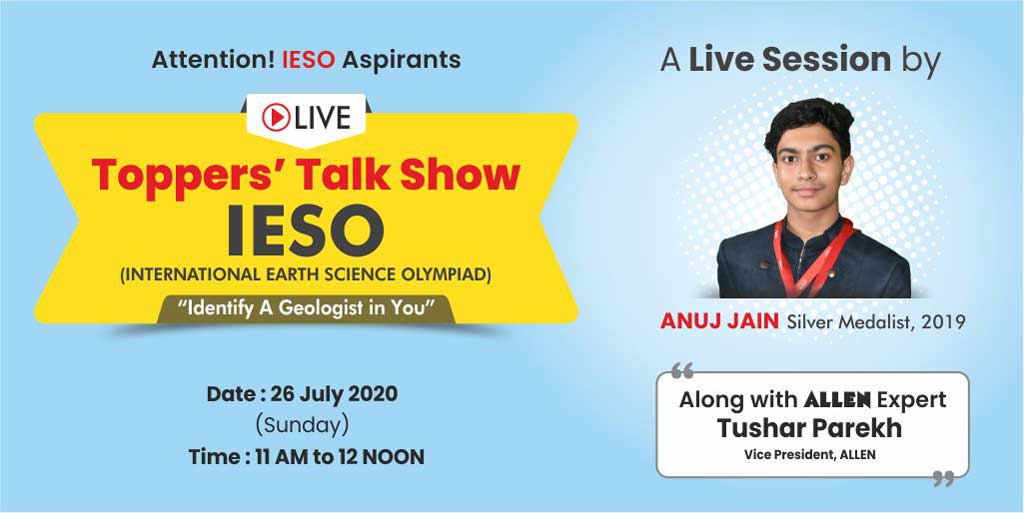 Attention! IESO Aspirants
LIVE
Toppers’ Talk Show
IESO
(INTERNATIONAL EARTH SCIENCE OLYMPIAD)
“Identify A Geologist in You”
Date : 26 July 2020
(Sunday)
Time : 11 AM to 12 NOON
A Live Session by
ANUJ JAIN Silver Medalist, 2019
“
Along with ALLEN Expert
Tushar Parekh
Vice President, ALLEN
”